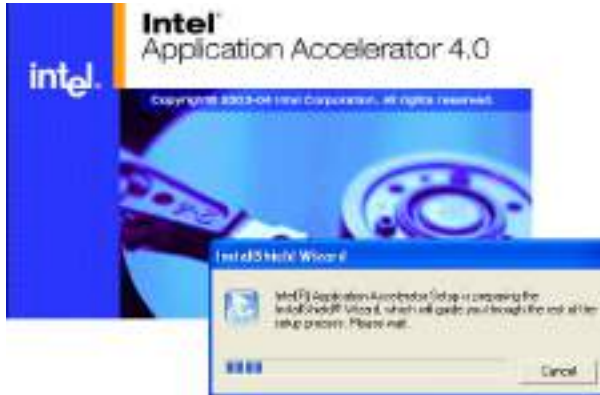 Intel®
Application Accelerator 4.0
intel.
Copyright© 2003-04 Intel Corporation. All rights reserved.
InstallShield Wizard
Intel(R) Application Accelerator Setup is preparing the
InstallShield® Wizard, which will guide you through the rest of the
setup process. Please wait.
Cancel